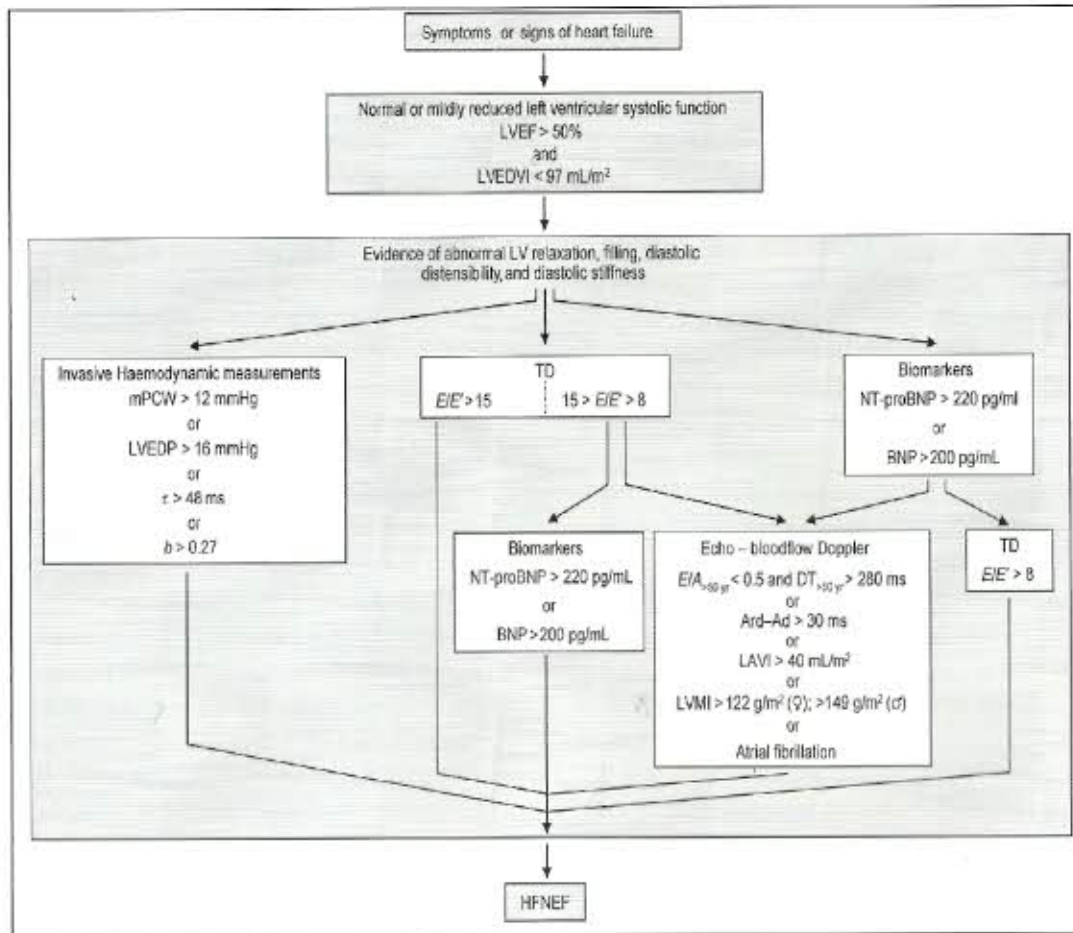 Symptoms or signs of heart failure
Normal or mildly reduced left ventricular systolic function
LVEF > 50%
and
LVEDVI < 97 mL/m²
Evidence of abnormal LV relaxation, filling, diastolic
distensibility, and diastolic stiffness
Invasive Haemodynamic measurements
mPCW > 12 mmHg
or
LVEDP > 16 mmHg
or
τ > 48 ms
or
b > 0.27
TD
E/E' > 15
15 > E/E' > 8
Biomarkers
NT-proBNP > 220 pg/ml
or
BNP > 200 pg/mL
Biomarkers
NT-proBNP > 220 pg/mL
or
BNP > 200 pg/mL
Echo – bloodflow Doppler
E/A>50 yr < 0.5 and DT>50 yr > 280 ms
or
Ard–Ad > 30 ms
or
LAVI > 40 mL/m²
or
LVMI > 122 g/m² (♀); >149 g/m² (♂)
or
Atrial fibrillation
TD
E/E' > 8
HFNEF